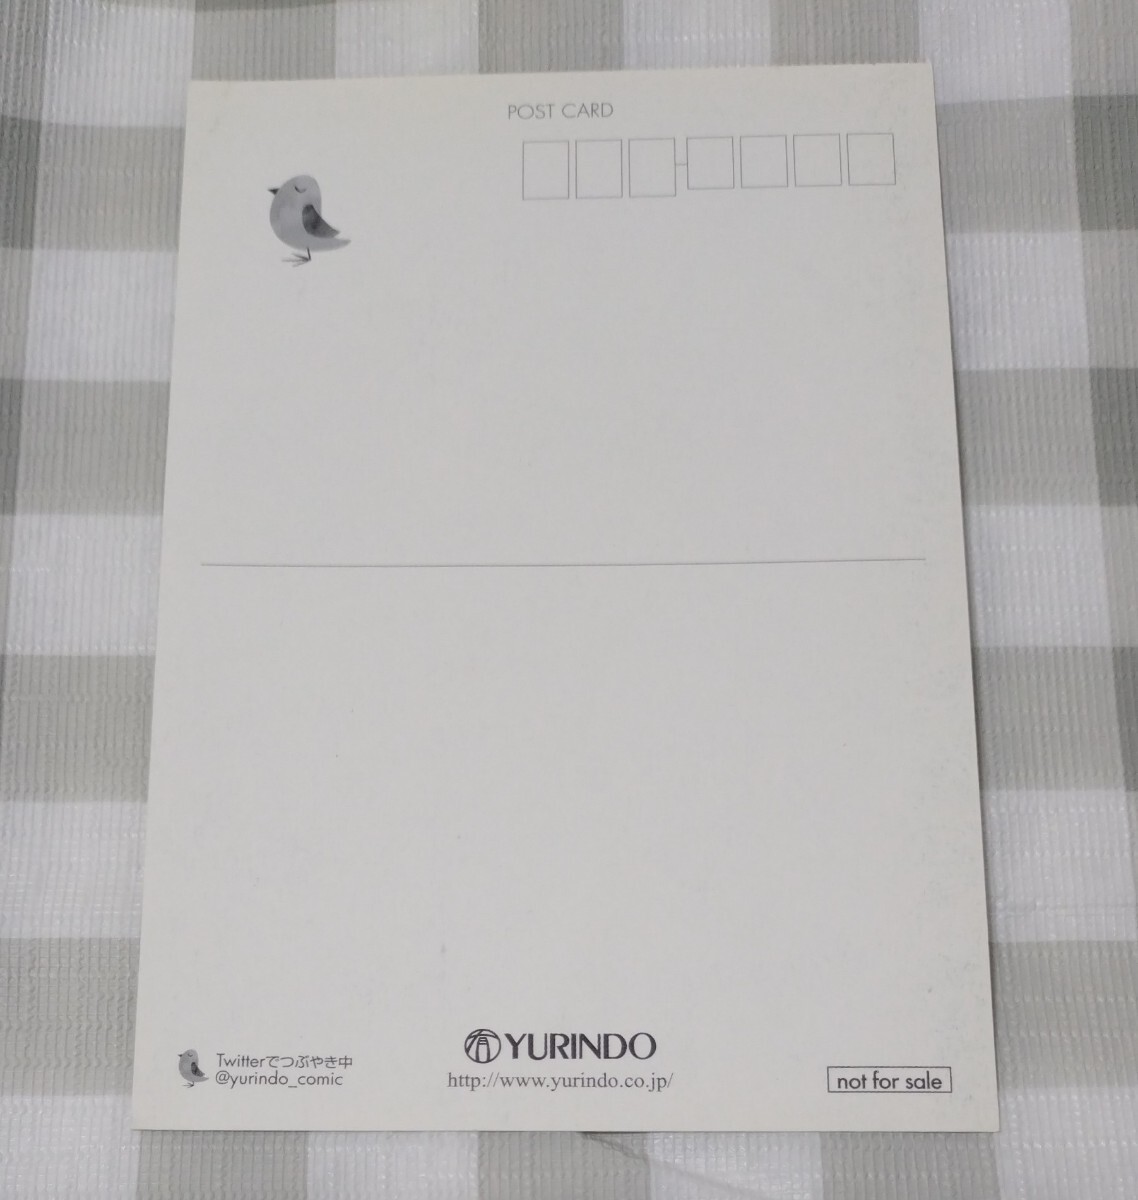 POST CARD
有 YURINDO
http://www.yurindo.co.jp/
Twitterでつぶやき中
@yurindo_comic
not for sale